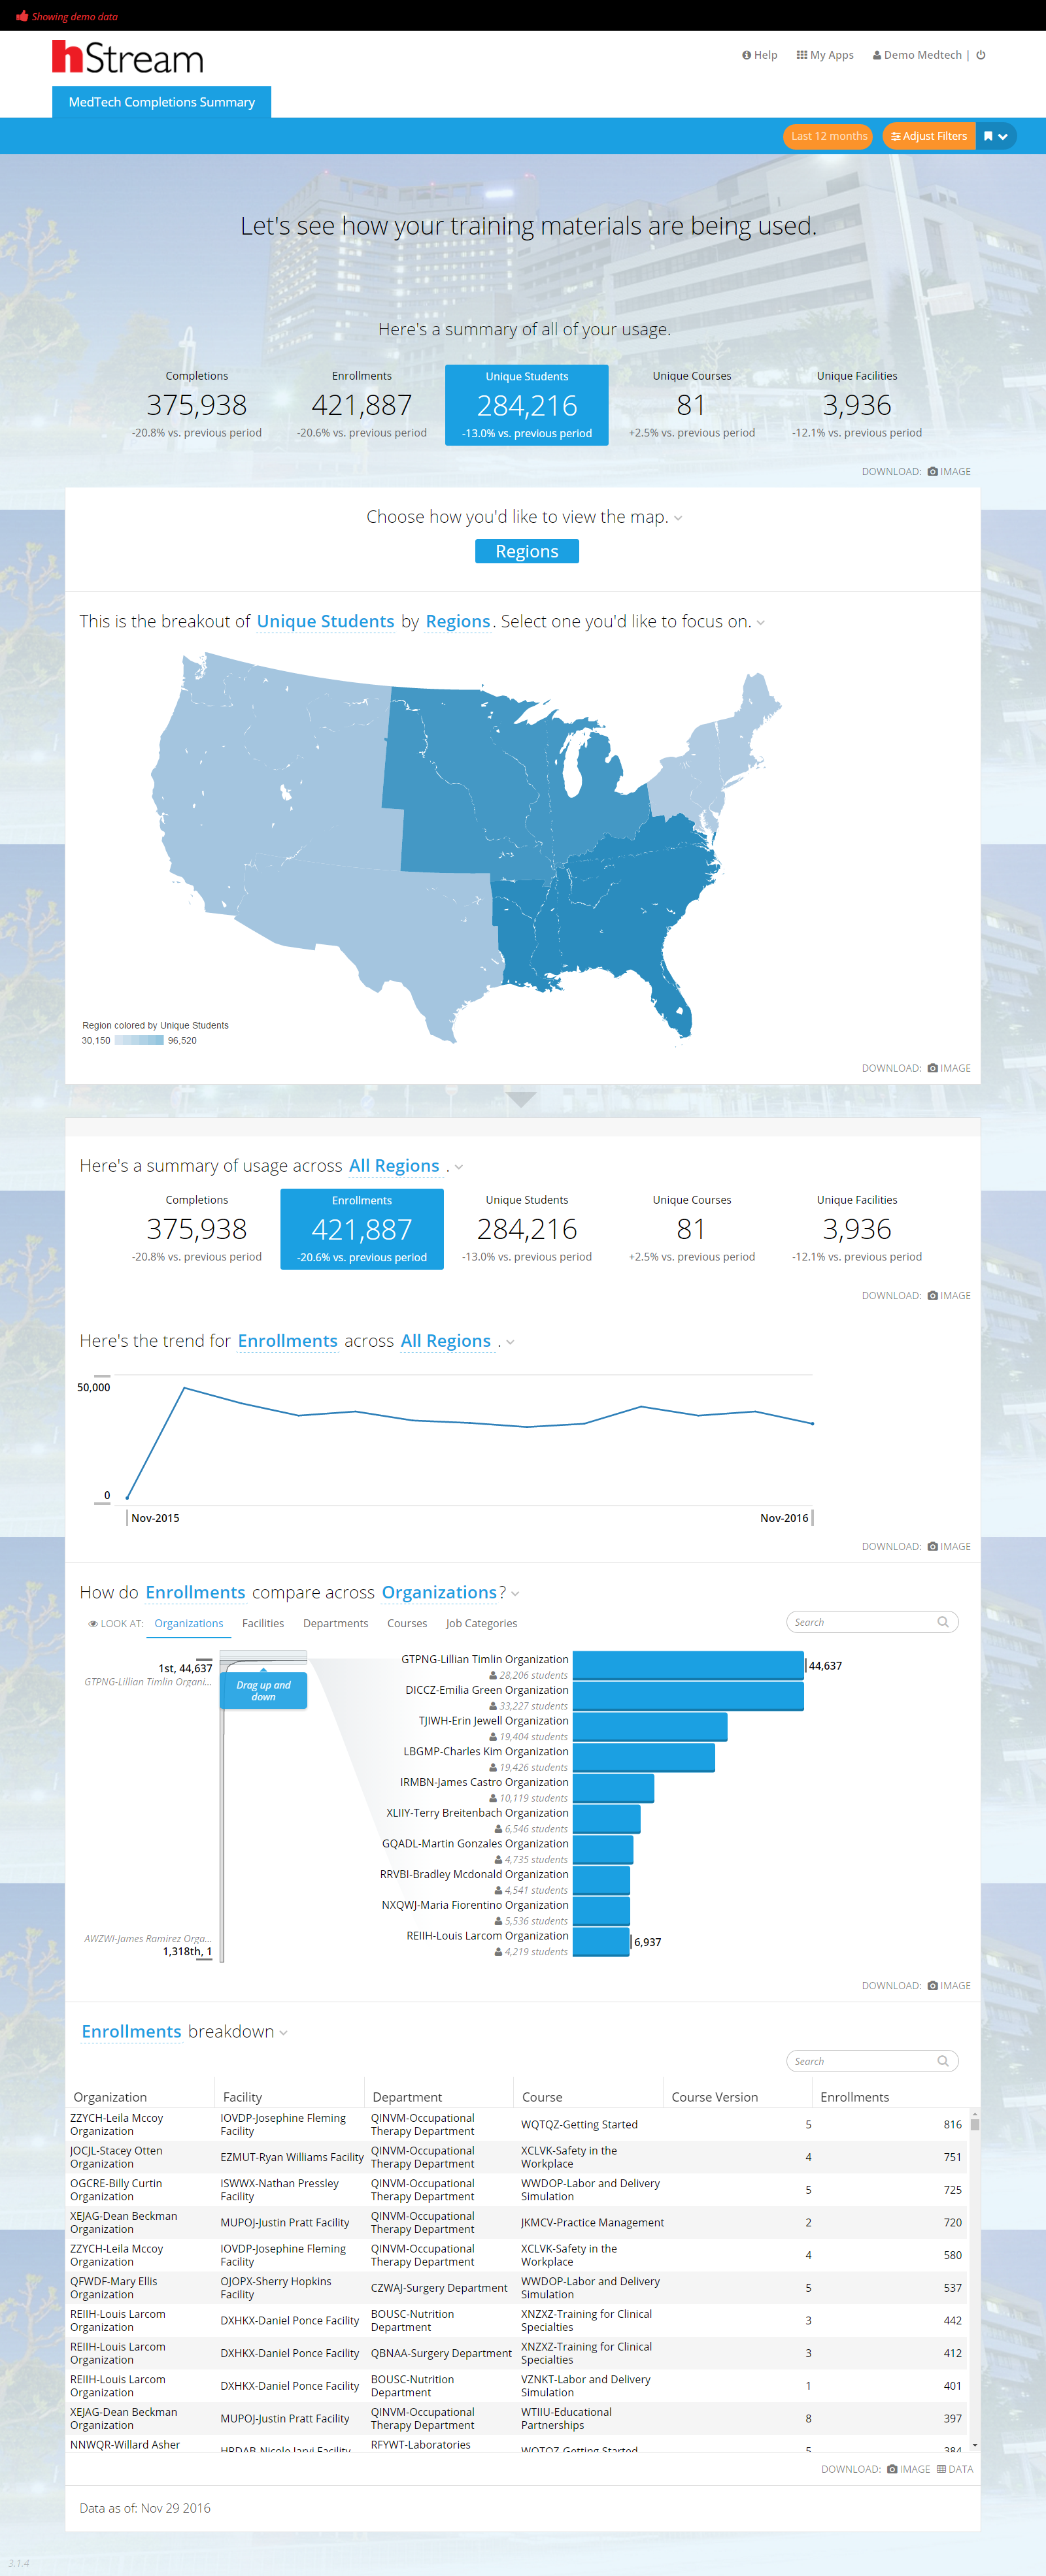 Showing demo data
hStream
Help My Apps Demo Medtech |
MedTech Completions Summary
Last 12 months Adjust Filters
Let's see how your training materials are being used.
Here's a summary of all of your usage.
Completions Enrollments Unique Students Unique Courses Unique Facilities
375,938 421,887 284,216 81 3,936
-20.8% vs. previous period -20.6% vs. previous period -13.0% vs. previous period +2.5% vs. previous period -12.1% vs. previous period
DOWNLOAD: IMAGE
Choose how you'd like to view the map.
Regions
This is the breakout of Unique Students by Regions. Select one you'd like to focus on.
Region colored by Unique Students
30,150 96,520
DOWNLOAD: IMAGE
Here's a summary of usage across All Regions .
Completions Enrollments Unique Students Unique Courses Unique Facilities
375,938 421,887 284,216 81 3,936
-20.8% vs. previous period -20.6% vs. previous period -13.0% vs. previous period +2.5% vs. previous period -12.1% vs. previous period
DOWNLOAD: IMAGE
Here's the trend for Enrollments across All Regions .
50,000
0
Nov-2015 Nov-2016
DOWNLOAD: IMAGE
How do Enrollments compare across Organizations?
LOOK AT: Organizations Facilities Departments Courses Job Categories
Search
1st, 44,637
GTPNG-Lillian Timlin Organi...
Drag up and
down
AWZWI-James Ramirez Orga...
1,318th, 1
GTPNG-Lillian Timlin Organization
28,206 students
44,637
DICCZ-Emilia Green Organization
33,227 students
TJIWH-Erin Jewell Organization
19,404 students
LBGMP-Charles Kim Organization
19,426 students
IRMBN-James Castro Organization
10,119 students
XLIIY-Terry Breitenbach Organization
6,546 students
GQADL-Martin Gonzales Organization
4,735 students
RRVBI-Bradley Mcdonald Organization
4,541 students
NXQWJ-Maria Fiorentino Organization
5,536 students
REIIH-Louis Larcom Organization
4,219 students
6,937
DOWNLOAD: IMAGE
Enrollments breakdown
Search
Organization Facility Department Course Course Version Enrollments
ZZYCH-Leila Mccoy Organization IOVDP-Josephine Fleming Facility QINVM-Occupational Therapy Department WQTQZ-Getting Started 5 816
JOCJL-Stacey Otten Organization EZMUT-Ryan Williams Facility QINVM-Occupational Therapy Department XCLVK-Safety in the Workplace 4 751
OGCRE-Billy Curtin Organization ISWWX-Nathan Pressley Facility QINVM-Occupational Therapy Department WWDOP-Labor and Delivery Simulation 5 725
XEJAG-Dean Beckman Organization MUPOJ-Justin Pratt Facility QINVM-Occupational Therapy Department JKMCV-Practice Management 2 720
ZZYCH-Leila Mccoy Organization IOVDP-Josephine Fleming Facility QINVM-Occupational Therapy Department XCLVK-Safety in the Workplace 4 580
QFWDF-Mary Ellis Organization OJOPX-Sherry Hopkins Facility CZWAJ-Surgery Department WWDOP-Labor and Delivery Simulation 5 537
REIIH-Louis Larcom Organization DXHKX-Daniel Ponce Facility BOUSC-Nutrition Department XNZXZ-Training for Clinical Specialties 3 442
REIIH-Louis Larcom Organization DXHKX-Daniel Ponce Facility QBNAA-Surgery Department XNZXZ-Training for Clinical Specialties 3 412
REIIH-Louis Larcom Organization DXHKX-Daniel Ponce Facility BOUSC-Nutrition Department VZNKT-Labor and Delivery Simulation 1 401
XEJAG-Dean Beckman Organization MUPOJ-Justin Pratt Facility QINVM-Occupational Therapy Department WTIIU-Educational Partnerships 8 397
NNWQR-Willard Asher HPDAB-Nicole Jarvi Facility RFYWT-Laboratories WQTQZ-Getting Started 5 384
DOWNLOAD: IMAGE DATA
Data as of: Nov 29 2016
3.1.4